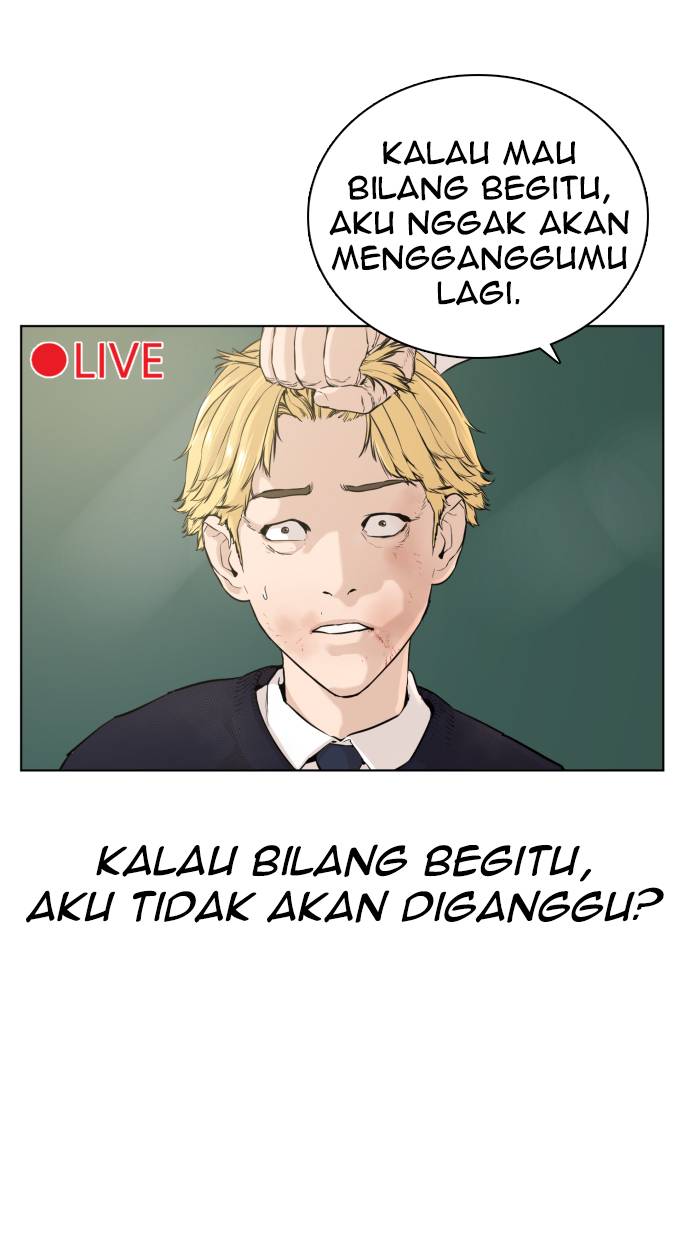 KALAU MAU
BILANG BEGITU,
AKU NGGAK AKAN
MENGGANGGUMU
LAGI.
LIVE
KALAU BILANG BEGITU,
AKU TIDAK AKAN DIGANGGU?